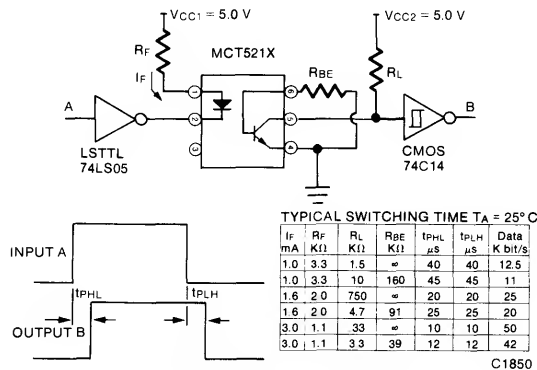 VCC1 = 5.0 V
VCC2 = 5.0 V
RF
MCT521X
IF
RBE
RL
A
1
2
3
6
5
4
B
LSTTL
74LS05
CMOS
74C14
TYPICAL SWITCHING TIME TA = 25°C
IF mA RF KΩ RL KΩ RBE KΩ tPHL µs tPLH µs Data K bit/s
1.0 3.3 1.5 ∞ 40 40 12.5
1.0 3.3 10 160 45 45 11
1.6 2.0 750 ∞ 20 20 25
1.6 2.0 4.7 91 25 25 20
3.0 1.1 33 ∞ 10 10 50
3.0 1.1 3.3 39 12 12 42
INPUT A
tPHL
tPLH
OUTPUT B
C1850